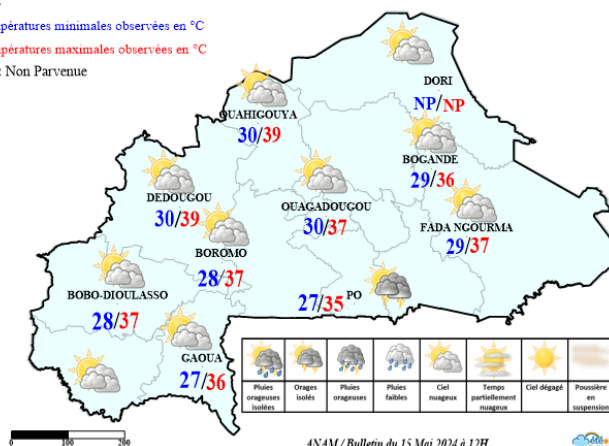 pératures minimales observées en °C
pératures maximales observées en °C
: Non Parvenue
DORI
NP/NP
OUAHIGOUYA
30/39
BOGANDE
29/36
DEDOUGOU
30/39
OUAGADOUGOU
30/37
FADA NGOURMA
29/37
BOROMO
28/37
BOBO-DIOULASSO
28/37
27/35 PO
GAOUA
27/36
Pluies orageuses isolées
Orages isolés
Pluies orageuses
Pluies faibles
Ciel nuageux
Temps partiellement nuageux
Ciel dégagé
Poussière en suspension
0 100 200
ANAM / Bulletin du 15 Mai 2024 à 12H